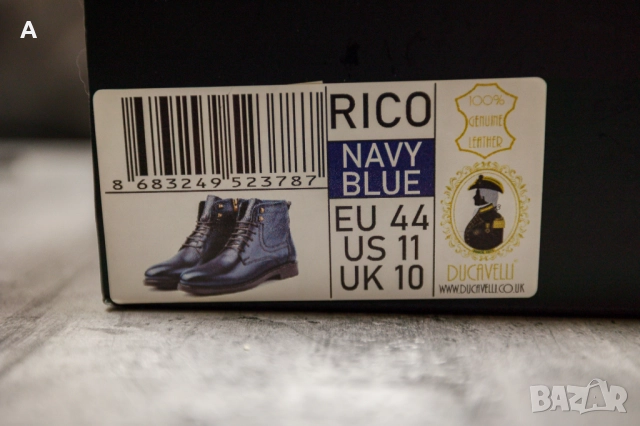 A
RICO
NAVY
BLUE
EU 44
US 11
UK 10
8 683249 523787
100%
GENUINE
LEATHER
DUCAVELLI
WWW.DUCAVELLI.CO.UK
BAZAR